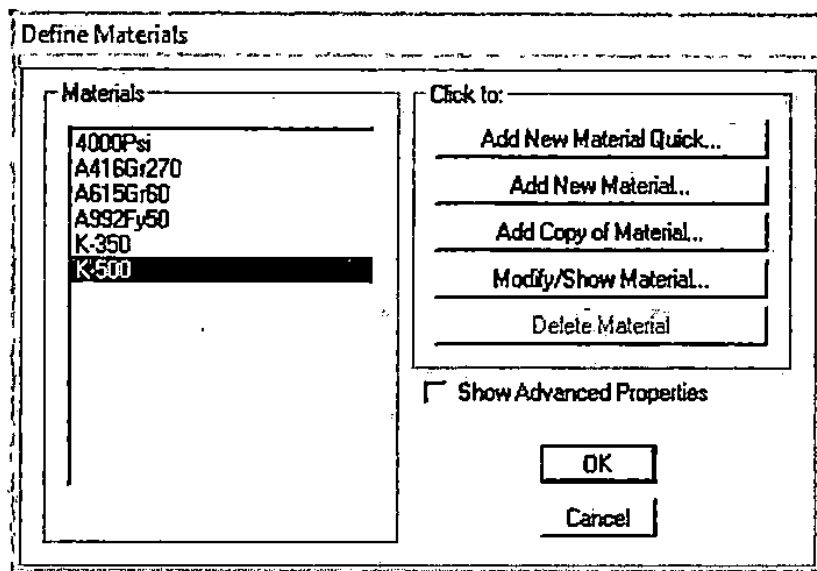 Define Materials
Materials
4000Psi
A416Gr270
A615Gr60
A992Fy50
K-350
K-500
Click to:
Add New Material Quick...
Add New Material...
Add Copy of Material...
Modify/Show Material...
Delete Material
Show Advanced Properties
OK
Cancel